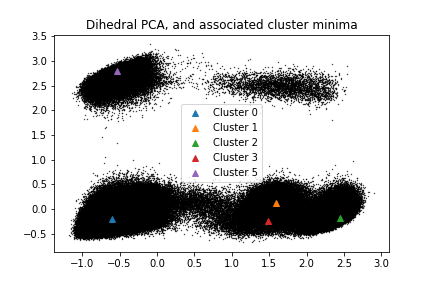 Dihedral PCA, and associated cluster minima
3.5
3.0
2.5
2.0
1.5
1.0
0.5
0.0
−0.5
Cluster 0
Cluster 1
Cluster 2
Cluster 3
Cluster 5
−1.0 −0.5 0.0 0.5 1.0 1.5 2.0 2.5 3.0